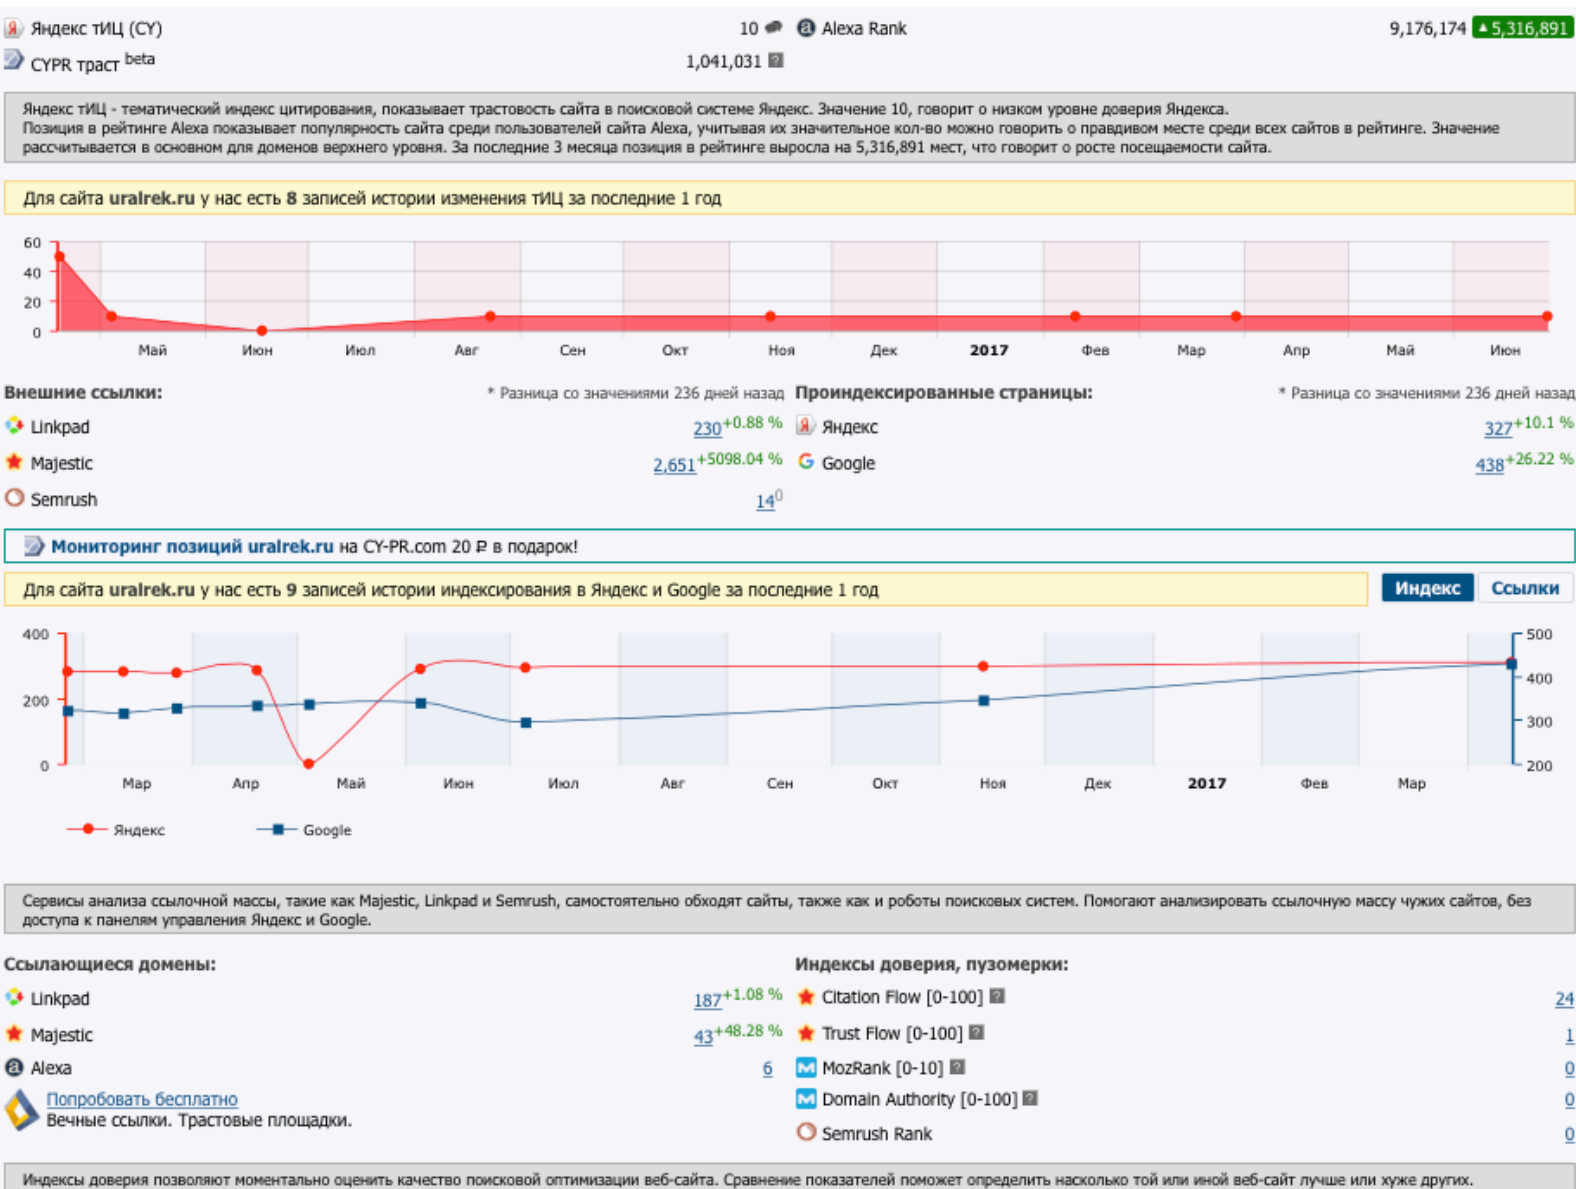 Яндекс тИЦ (CY) 10 Alexa Rank 9,176,174 ▲5,316,891
CYPR траст beta 1,041,031 ?
Яндекс тИЦ - тематический индекс цитирования, показывает трастовость сайта в поисковой системе Яндекс. Значение 10, говорит о низком уровне доверия Яндекса.
Позиция в рейтинге Alexa показывает популярность сайта среди пользователей сайта Alexa, учитывая их значительное кол-во можно говорить о правдивом месте среди всех сайтов в рейтинге. Значение
рассчитывается в основном для доменов верхнего уровня. За последние 3 месяца позиция в рейтинге выросла на 5,316,891 мест, что говорит о росте посещаемости сайта.
Для сайта uralrek.ru у нас есть 8 записей истории изменения тИЦ за последние 1 год
60
40
20
0
Май Июн Июл Авг Сен Окт Ноя Дек 2017 Фев Мар Апр Май Июн
Внешние ссылки: * Разница со значениями 236 дней назад Проиндексированные страницы: * Разница со значениями 236 дней назад
Linkpad 230+0.88 % Яндекс 327+10.1 %
Majestic 2,651+5098.04 % Google 438+26.22 %
Semrush 14 0
Мониторинг позиций uralrek.ru на CY-PR.com 20 ₽ в подарок!
Для сайта uralrek.ru у нас есть 9 записей истории индексирования в Яндекс и Google за последние 1 год Индекс Ссылки
400 500
400
200
300
0 200
Мар Апр Май Июн Июл Авг Сен Окт Ноя Дек 2017 Фев Мар
Яндекс Google
Сервисы анализа ссылочной массы, такие как Majestic, Linkpad и Semrush, самостоятельно обходят сайты, также как и роботы поисковых систем. Помогают анализировать ссылочную массу чужих сайтов, без
доступа к панелям управления Яндекс и Google.
Ссылающиеся домены: Индексы доверия, пузомерки:
Linkpad 187+1.08 % Citation Flow [0-100] ? 24
Majestic 43+48.28 % Trust Flow [0-100] ? 1
Alexa 6 MozRank [0-10] ? 0
Попробовать бесплатно Domain Authority [0-100] ? 0
Вечные ссылки. Трастовые площадки.
Semrush Rank 0
Индексы доверия позволяют моментально оценить качество поисковой оптимизации веб-сайта. Сравнение показателей поможет определить насколько той или иной веб-сайт лучше или хуже других.